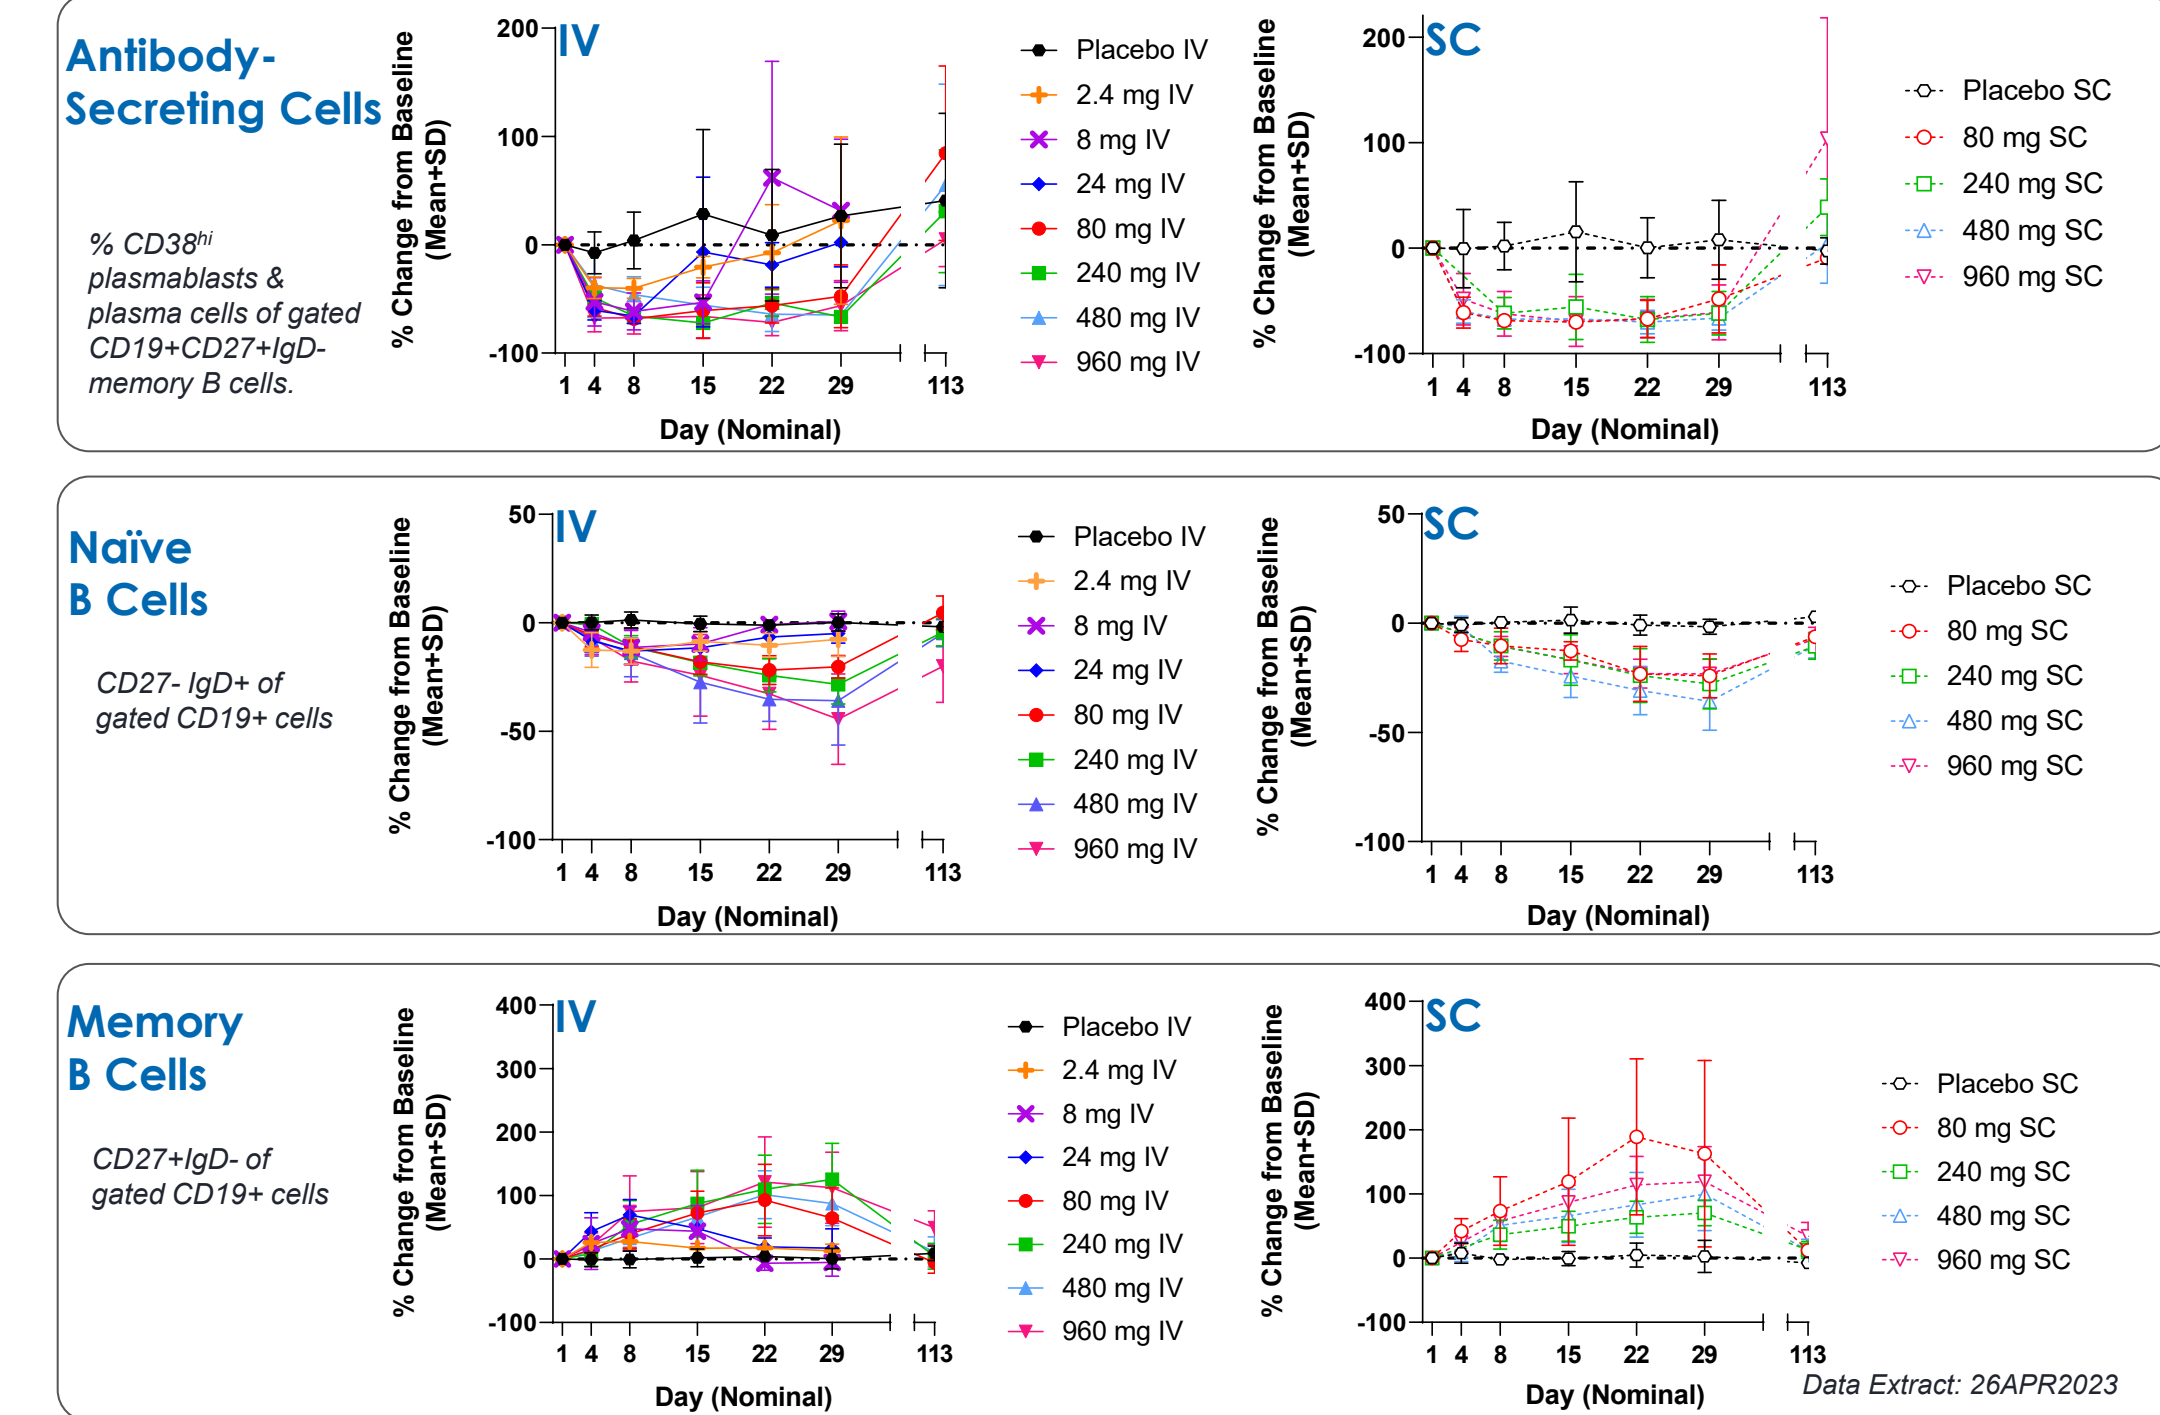 Antibody-
Secreting Cells
% CD38hi
plasmablasts &
plasma cells of gated
CD19+CD27+IgD-
memory B cells.
IV
% Change from Baseline
(Mean+SD)
200
100
0
-100
1 4 8 15 22 29 113
Day (Nominal)
Placebo IV
2.4 mg IV
8 mg IV
24 mg IV
80 mg IV
240 mg IV
480 mg IV
960 mg IV
SC
% Change from Baseline
(Mean+SD)
200
100
0
-100
1 4 8 15 22 29 113
Day (Nominal)
Placebo SC
80 mg SC
240 mg SC
480 mg SC
960 mg SC
Naïve
B Cells
CD27- IgD+ of
gated CD19+ cells
IV
% Change from Baseline
(Mean+SD)
50
0
-50
-100
1 4 8 15 22 29 113
Day (Nominal)
Placebo IV
2.4 mg IV
8 mg IV
24 mg IV
80 mg IV
240 mg IV
480 mg IV
960 mg IV
SC
% Change from Baseline
(Mean+SD)
50
0
-50
-100
1 4 8 15 22 29 113
Day (Nominal)
Placebo SC
80 mg SC
240 mg SC
480 mg SC
960 mg SC
Memory
B Cells
CD27+IgD- of
gated CD19+ cells
IV
% Change from Baseline
(Mean+SD)
400
300
200
100
0
-100
1 4 8 15 22 29 113
Day (Nominal)
Placebo IV
2.4 mg IV
8 mg IV
24 mg IV
80 mg IV
240 mg IV
480 mg IV
960 mg IV
SC
% Change from Baseline
(Mean+SD)
400
300
200
100
0
-100
1 4 8 15 22 29 113
Day (Nominal)
Placebo SC
80 mg SC
240 mg SC
480 mg SC
960 mg SC
Data Extract: 26APR2023